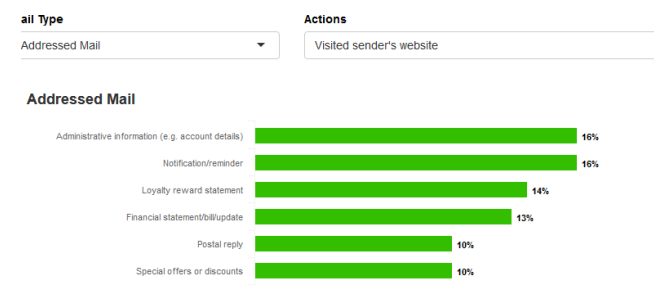 ail Type
Actions
Addressed Mail
Visited sender's website
Addressed Mail
Administrative information (e.g. account details)
16%
Notification/reminder
16%
Loyalty reward statement
14%
Financial statement/bill/update
13%
Postal reply
10%
Special offers or discounts
10%